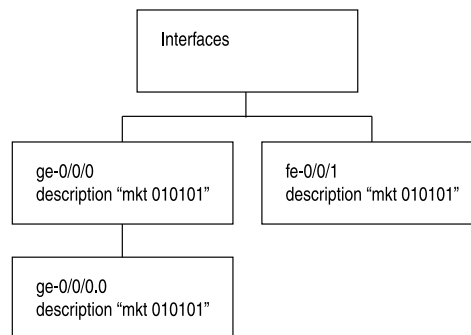 Interfaces
ge-0/0/0
description “mkt 010101”
fe-0/0/1
description “mkt 010101”
ge-0/0/0.0
description “mkt 010101”